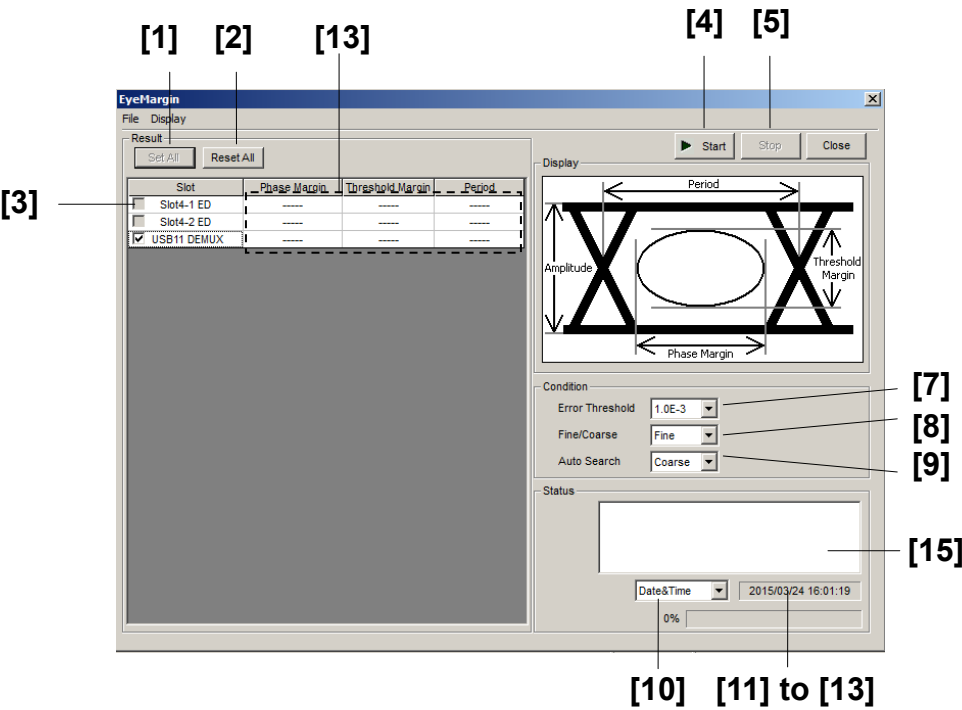 [1] [2] [13] [4] [5]
EyeMargin
File Display
Result
Set All Reset All
Start Stop Close
[3]
Slot Phase Margin Threshold Margin Period
Slot4-1 ED ----- ----- -----
Slot4-2 ED ----- ----- -----
USB11 DEMUX ----- ----- -----
Display
Period
Amplitude
Threshold
Margin
Phase Margin
Condition
Error Threshold 1.0E-3 [7]
Fine/Coarse Fine [8]
Auto Search Coarse [9]
Status
[15]
Date&Time 2015/03/24 16:01:19
0%
[10] [11] to [13]